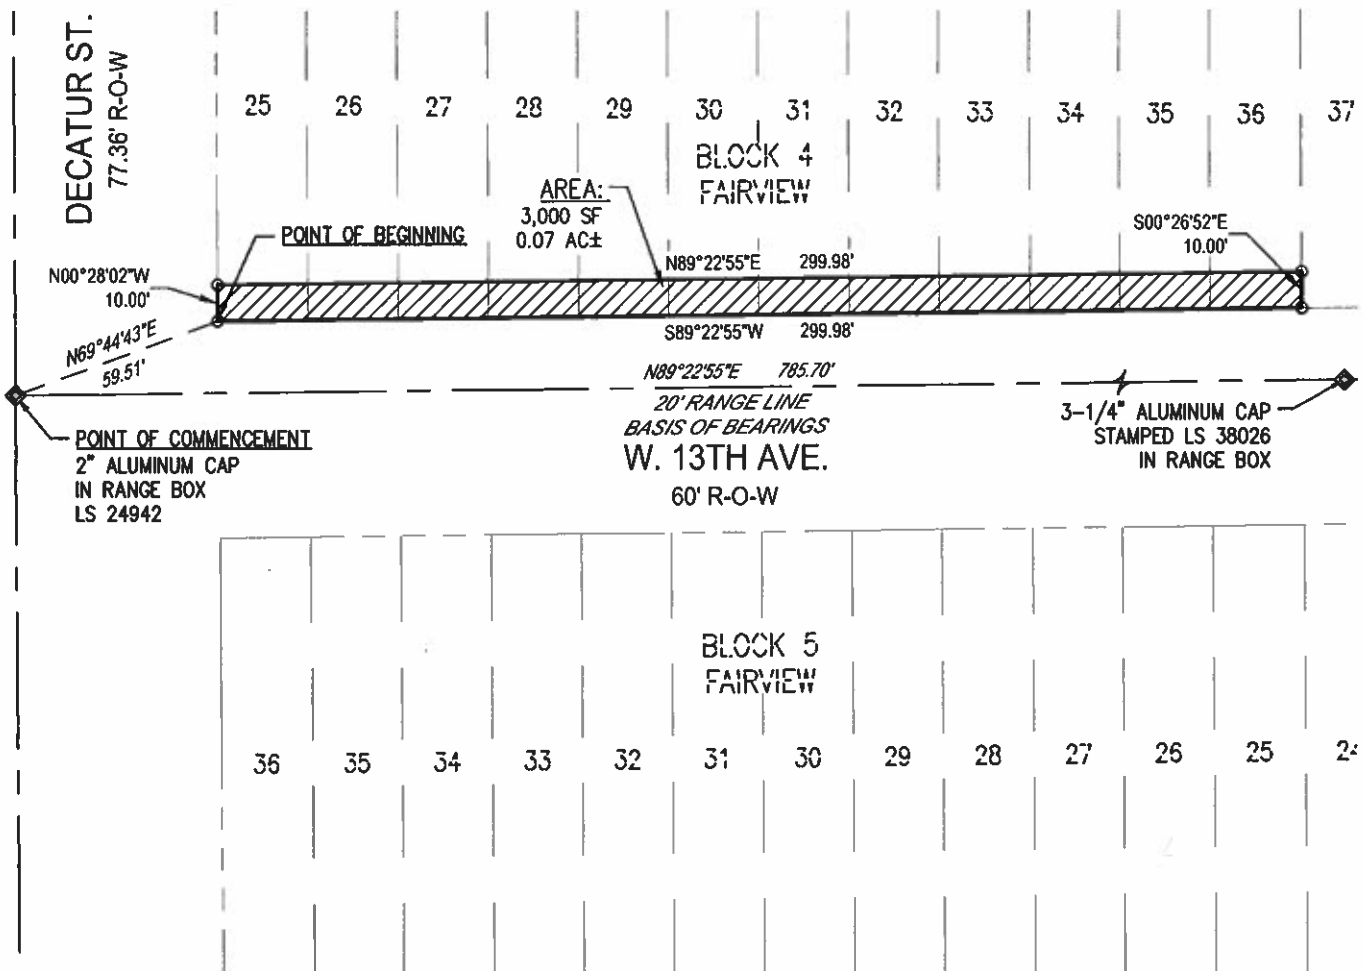 DECATUR ST.
77.36' R-O-W
25 26 27 28 29 30 31 32 33 34 35 36 37
BLOCK 4
FAIRVIEW
AREA:
3,000 SF
0.07 AC±
POINT OF BEGINNING
S00°26'52"E
10.00'
N00°28'02"W
10.00'
N89°22'55"E 299.98'
S89°22'55"W 299.98'
N69°44'43"E
59.51'
N89°22'55"E 785.70'
20' RANGE LINE
BASIS OF BEARINGS
W. 13TH AVE.
60' R-O-W
POINT OF COMMENCEMENT
2" ALUMINUM CAP
IN RANGE BOX
LS 24942
3-1/4" ALUMINUM CAP
STAMPED LS 38026
IN RANGE BOX
BLOCK 5
FAIRVIEW
36 35 34 33 32 31 30 29 28 27 26 25